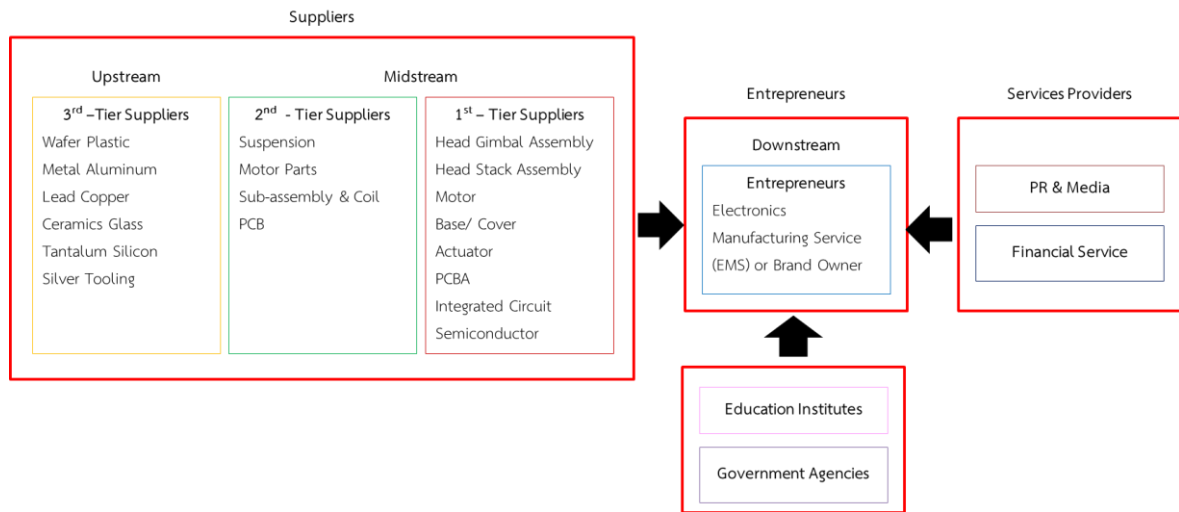 Suppliers
Upstream
Midstream
3rd –Tier Suppliers
Wafer Plastic
Metal Aluminum
Lead Copper
Ceramics Glass
Tantalum Silicon
Silver Tooling
2nd - Tier Suppliers
Suspension
Motor Parts
Sub-assembly & Coil
PCB
1st – Tier Suppliers
Head Gimbal Assembly
Head Stack Assembly
Motor
Base/ Cover
Actuator
PCBA
Integrated Circuit
Semiconductor
Entrepreneurs
Downstream
Entrepreneurs
Electronics
Manufacturing Service
(EMS) or Brand Owner
Services Providers
PR & Media
Financial Service
Education Institutes
Government Agencies